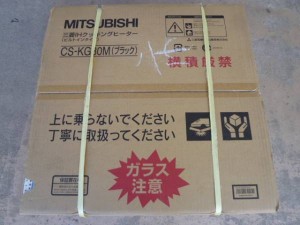 MITSUBISHI
三菱IHクッキングヒーター
CS-KG30M(ブラック)
横積厳禁
上に乗らないでください
丁寧に取扱ってください
ガラス
注意